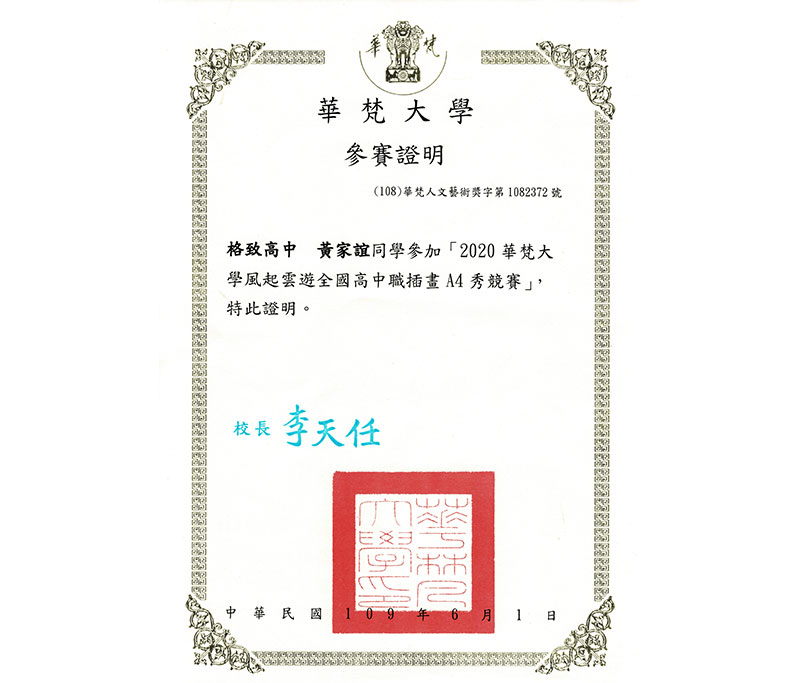 華 梵
華梵大學
參賽證明
(108)華梵人文藝術獎字第 1082372 號
格致高中　黃家誼同學參加「2020 華梵大
學風起雲遊全國高中職插畫 A4 秀競賽」，
特此證明。
校長 李天任
華梵大學印
中華民國 109 年 6 月 1 日